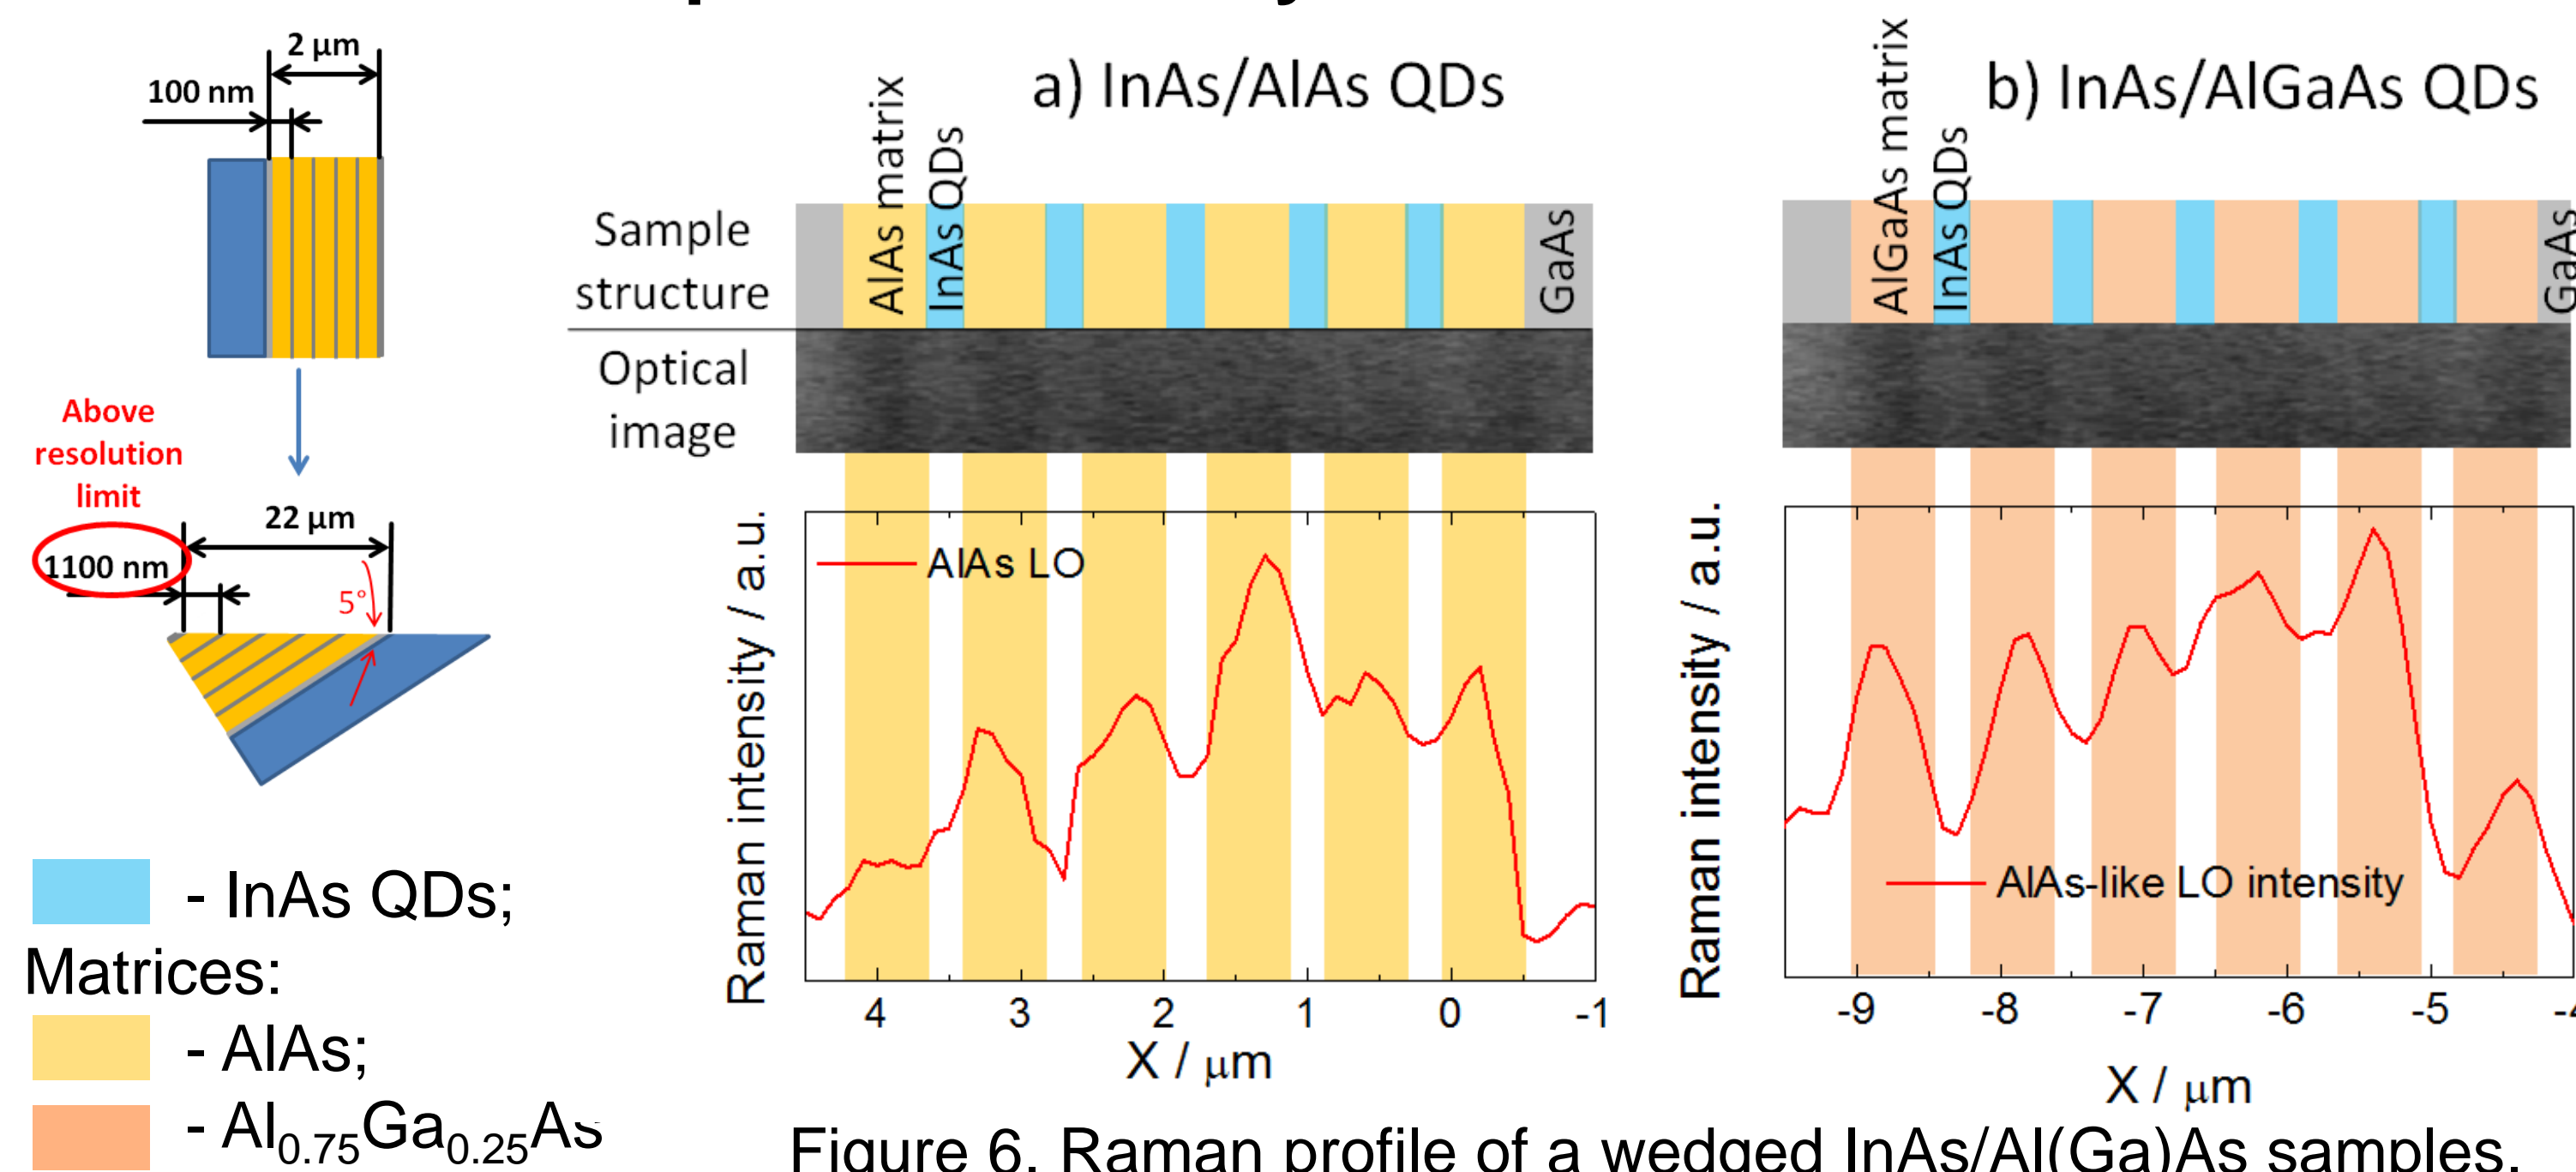 2 μm
100 nm
Above
resolution
limit
22 μm
1100 nm
5°
- InAs QDs;
Matrices:
- AlAs;
- Al0.75Ga0.25As
a) InAs/AlAs QDs
AlAs matrix
InAs QDs
GaAs
Sample
structure
Optical
image
Raman intensity / a.u.
AlAs LO
4 3 2 1 0 -1
X / μm
b) InAs/AlGaAs QDs
AlGaAs matrix
InAs QDs
GaAs
Raman intensity / a.u.
AlAs-like LO intensity
-9 -8 -7 -6 -5
X / μm
Figure 6. Raman profile of a wedged InAs/Al(Ga)As samples.